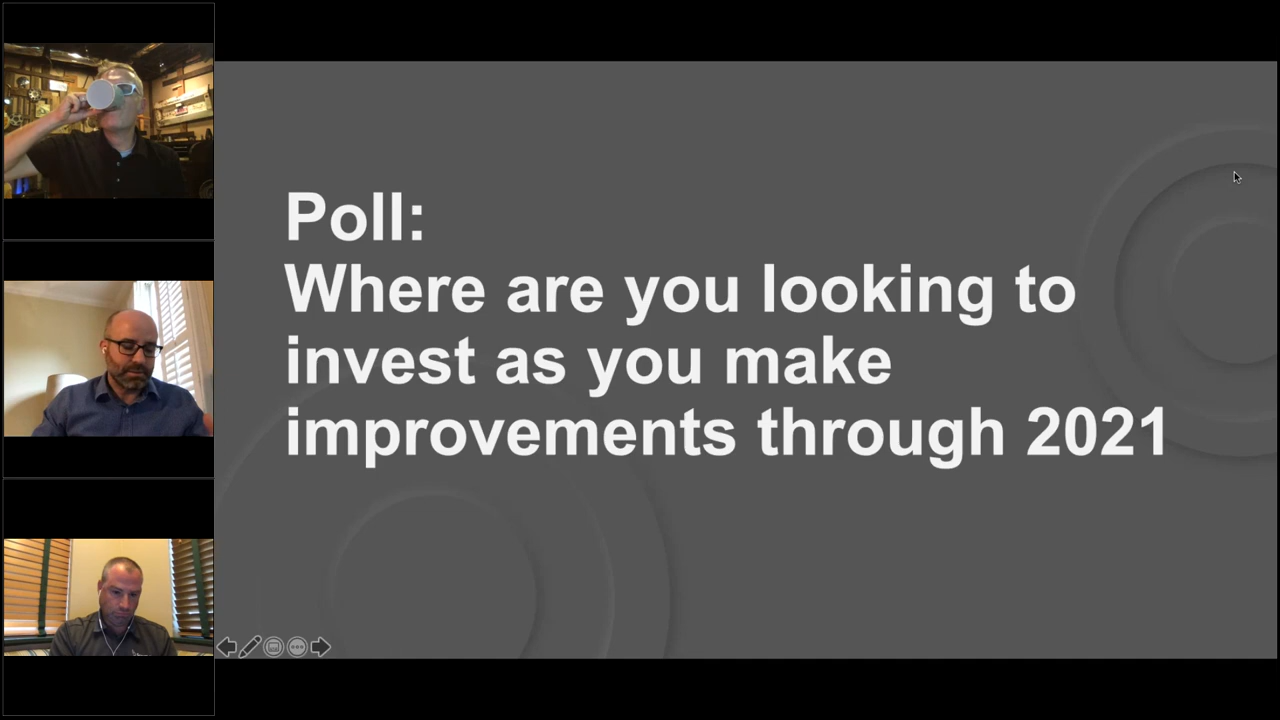 Poll:
Where are you looking to
invest as you make
improvements through 2021